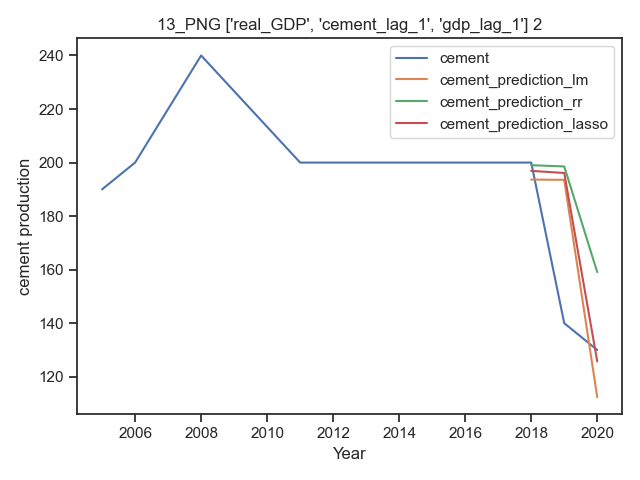 13_PNG ['real_GDP', 'cement_lag_1', 'gdp_lag_1'] 2
cement
cement_prediction_lm
cement_prediction_rr
cement_prediction_lasso
cement production
240
220
200
180
160
140
120
2006 2008 2010 2012 2014 2016 2018 2020
Year